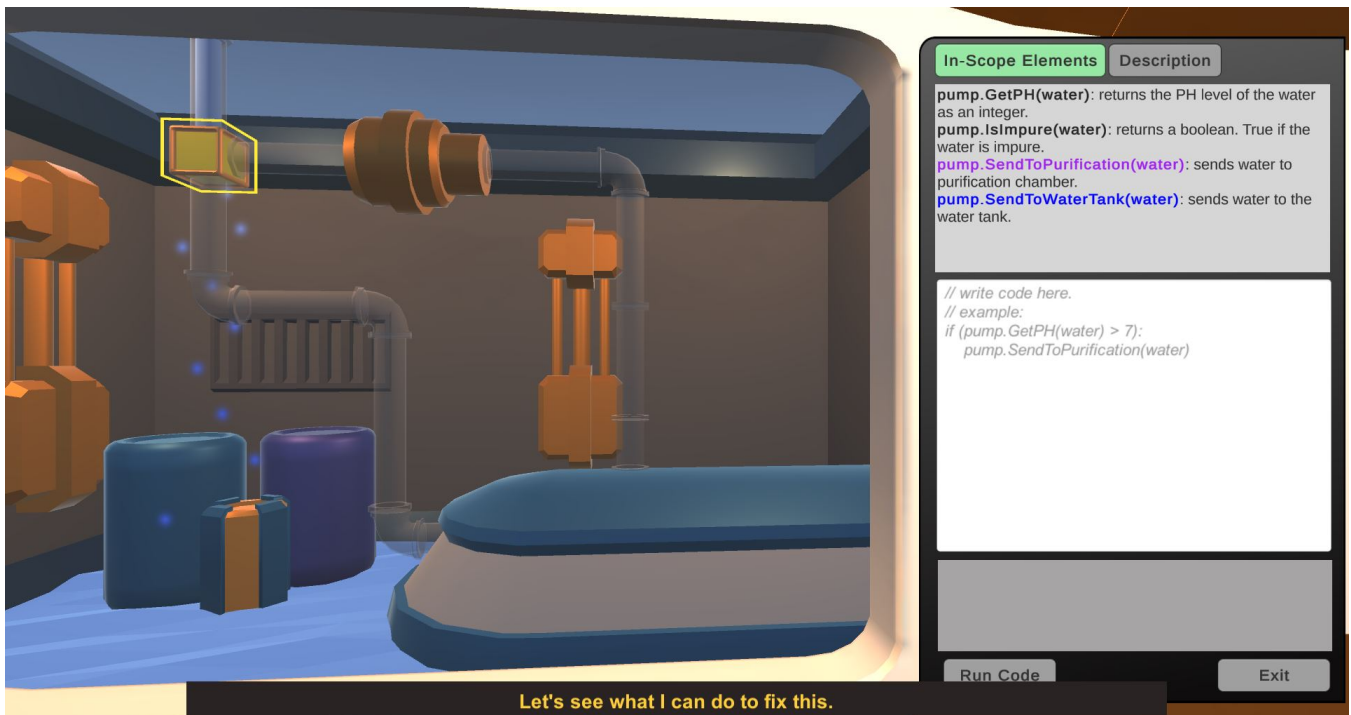 In-Scope Elements Description
pump.GetPH(water): returns the PH level of the water
as an integer.
pump.IsImpure(water): returns a boolean. True if the
water is impure.
pump.SendToPurification(water): sends water to
purification chamber.
pump.SendToWaterTank(water): sends water to the
water tank.
// write code here.
// example:
if (pump.GetPH(water) > 7):
pump.SendToPurification(water)
Run Code Exit
Let's see what I can do to fix this.